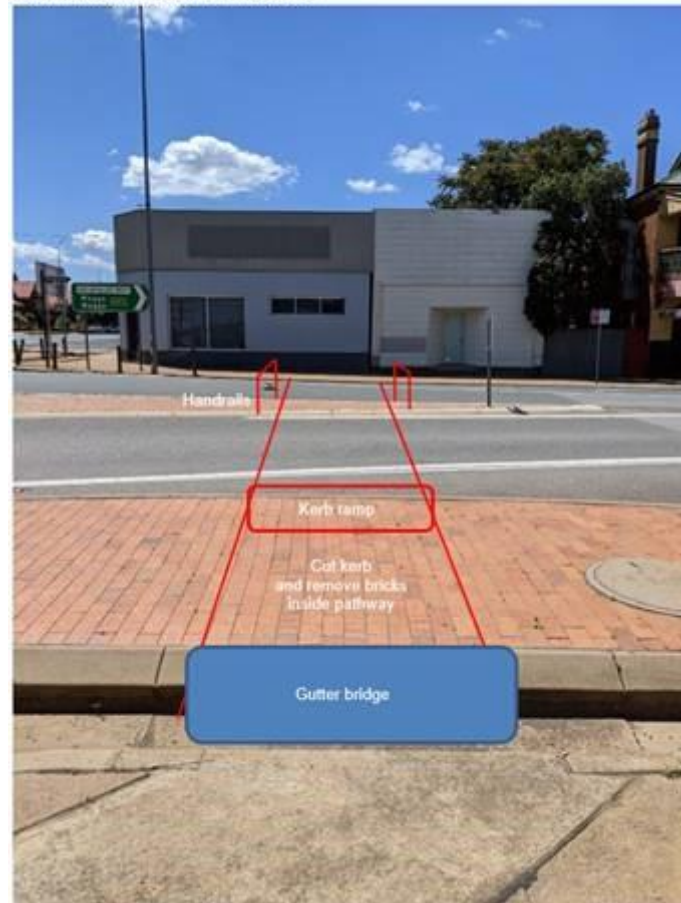 Handrails
Kerb ramp
Cut kerb
and remove bricks
inside pathway
Gutter bridge